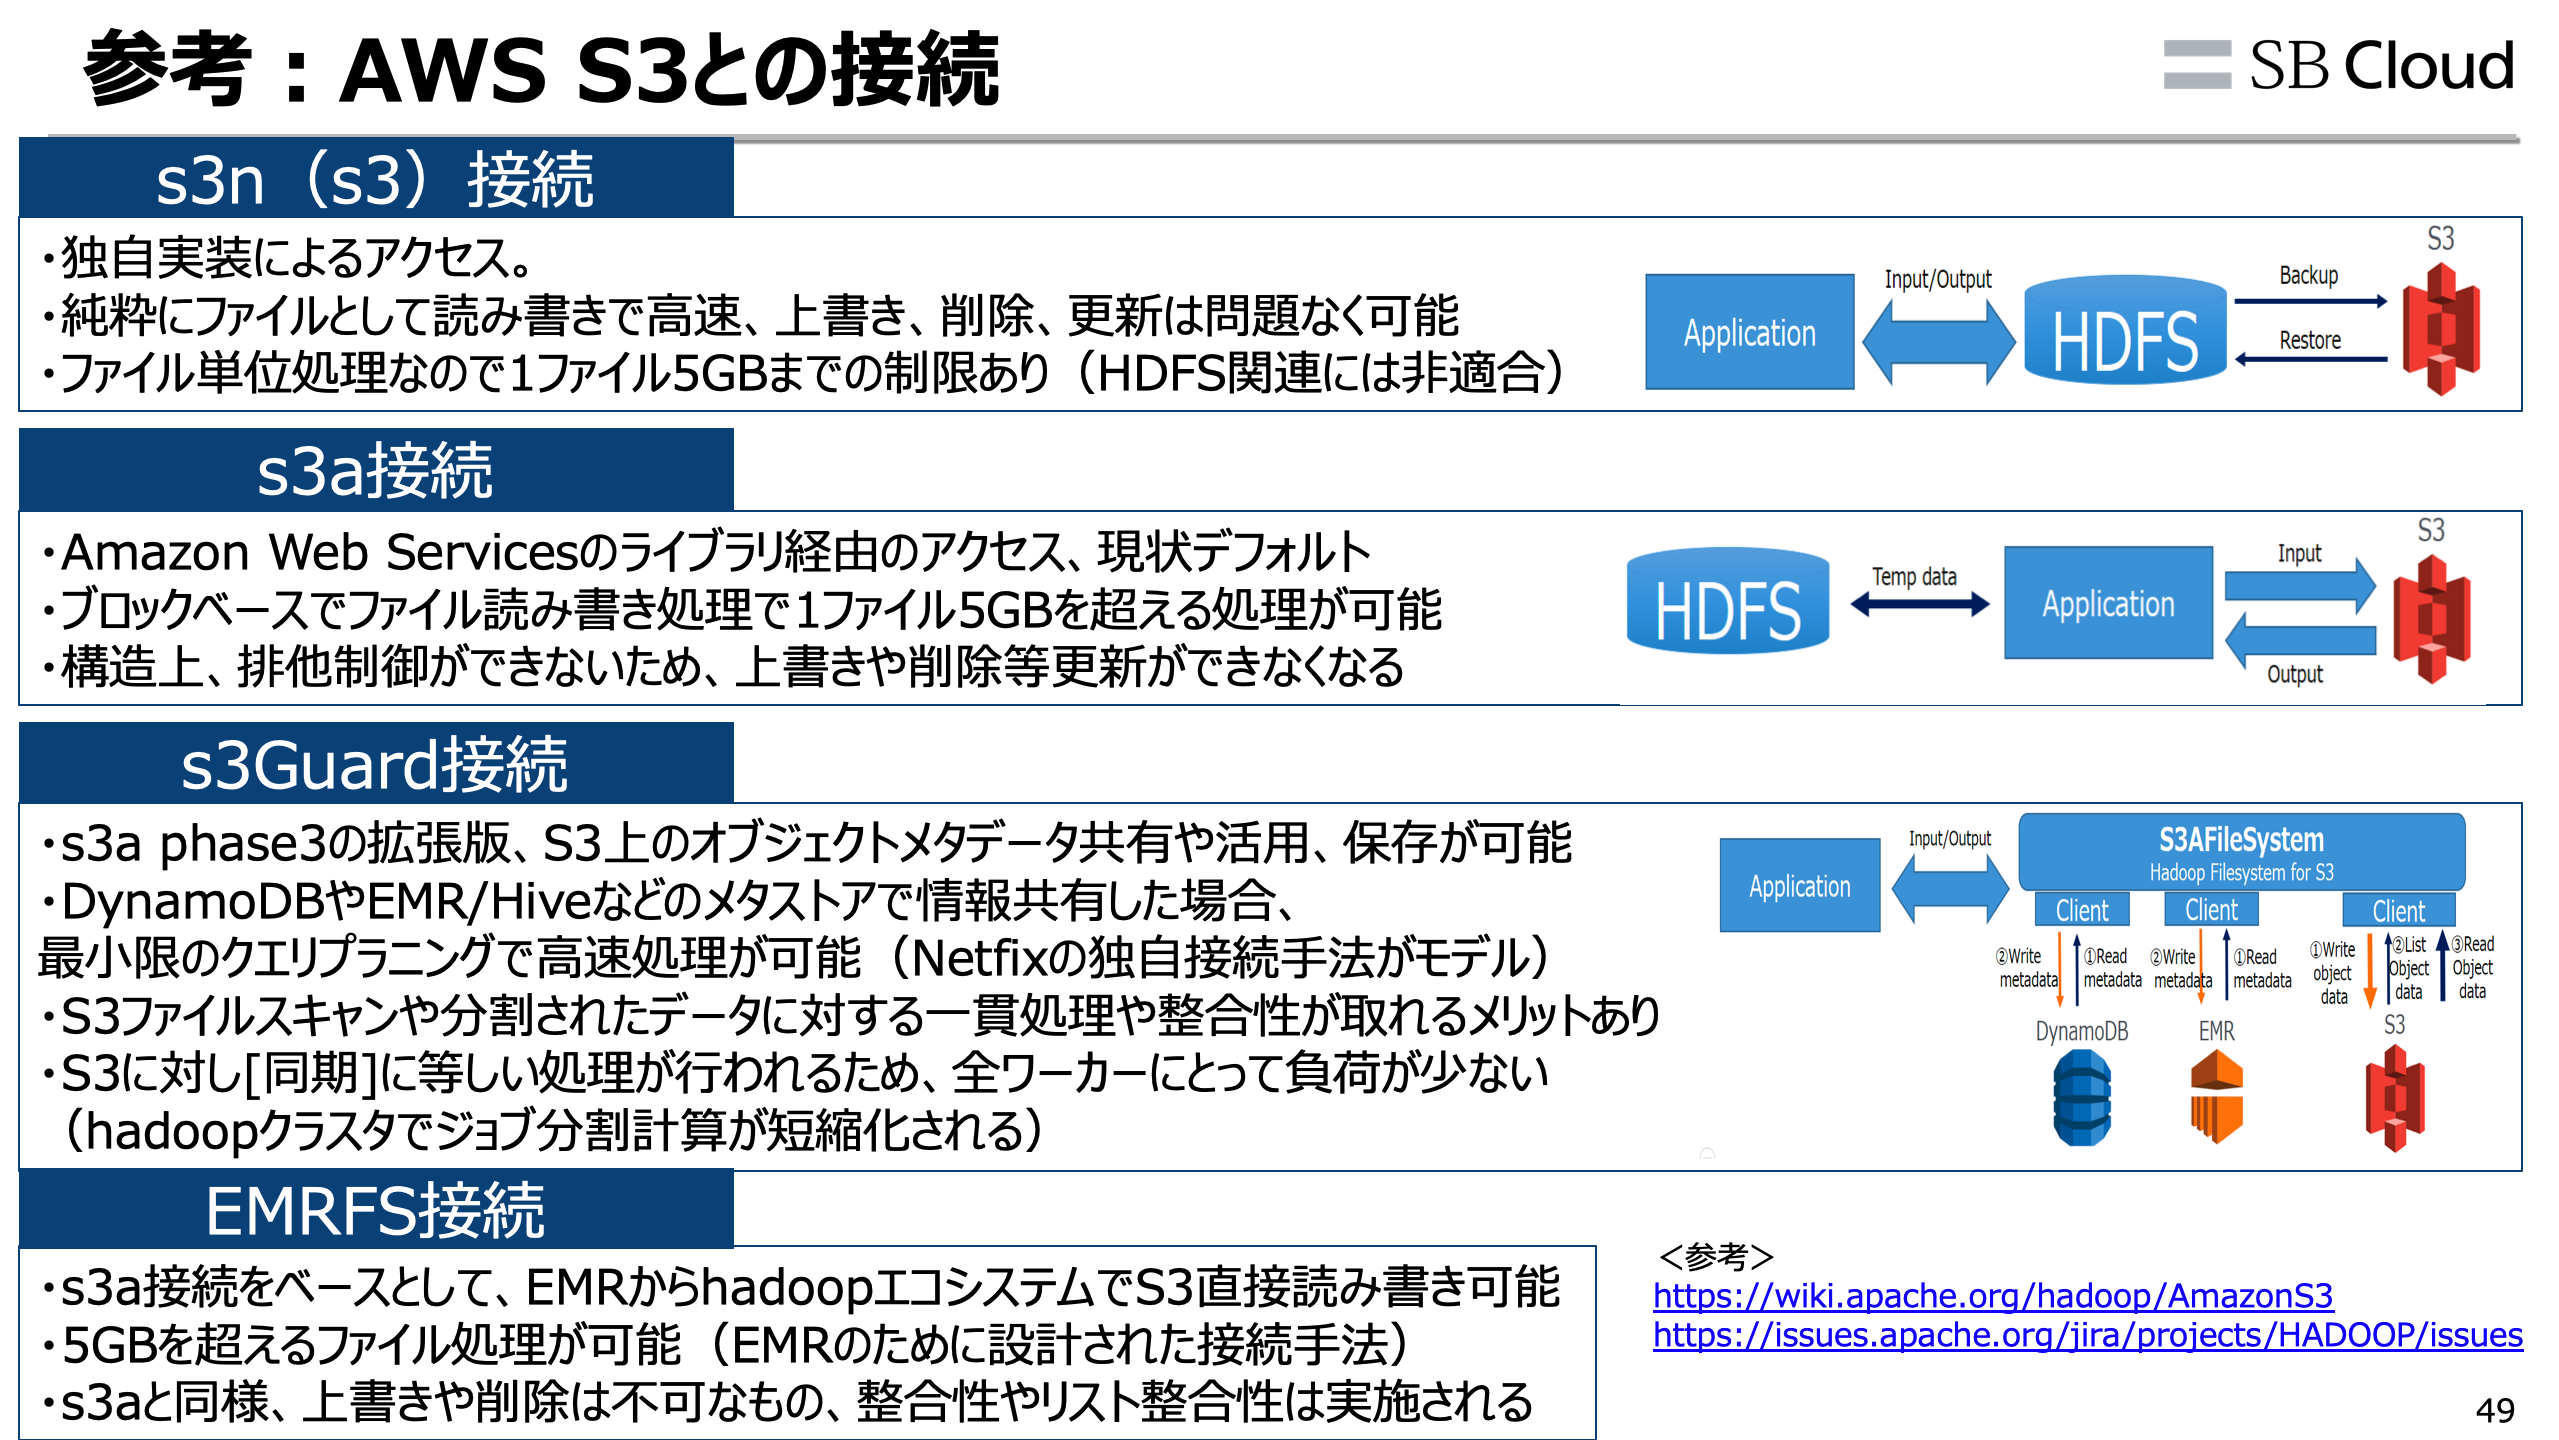 参考：AWS S3との接続
SB Cloud
s3n（s3）接続
・独自実装によるアクセス。
・純粋にファイルとして読み書きで高速、上書き、削除、更新は問題なく可能
・ファイル単位処理なので1ファイル5GBまでの制限あり（HDFS関連には非適合）
Application
Input/Output
HDFS
Backup
Restore
S3
s3a接続
・Amazon Web Servicesのライブラリ経由のアクセス、現状デフォルト
・ブロックベースでファイル読み書き処理で1ファイル5GBを超える処理が可能
・構造上、排他制御ができないため、上書きや削除等更新ができなくなる
HDFS
Temp data
Application
Input
Output
S3
s3Guard接続
・s3a phase3の拡張版、S3上のオブジェクトメタデータ共有や活用、保存が可能
・DynamoDBやEMR/Hiveなどのメタストアで情報共有した場合、
最小限のクエリプラニングで高速処理が可能（Netfixの独自接続手法がモデル）
・S3ファイルスキャンや分割されたデータに対する一貫処理や整合性が取れるメリットあり
・S3に対し[同期]に等しい処理が行われるため、全ワーカーにとって負荷が少ない
（hadoopクラスタでジョブ分割計算が短縮化される）
Application
Input/Output
S3AFileSystem
Hadoop Filesystem for S3
Client
Client
Client
②Write
metadata
①Read
metadata
②Write
metadata
①Read
metadata
①Write
object
data
②List
Object
data
③Read
Object
data
DynamoDB
EMR
S3
EMRFS接続
・s3a接続をベースとして、EMRからhadoopエコシステムでS3直接読み書き可能
・5GBを超えるファイル処理が可能（EMRのために設計された接続手法）
・s3aと同様、上書きや削除は不可なもの、整合性やリスト整合性は実施される
＜参考＞
https://wiki.apache.org/hadoop/AmazonS3
https://issues.apache.org/jira/projects/HADOOP/issues
49